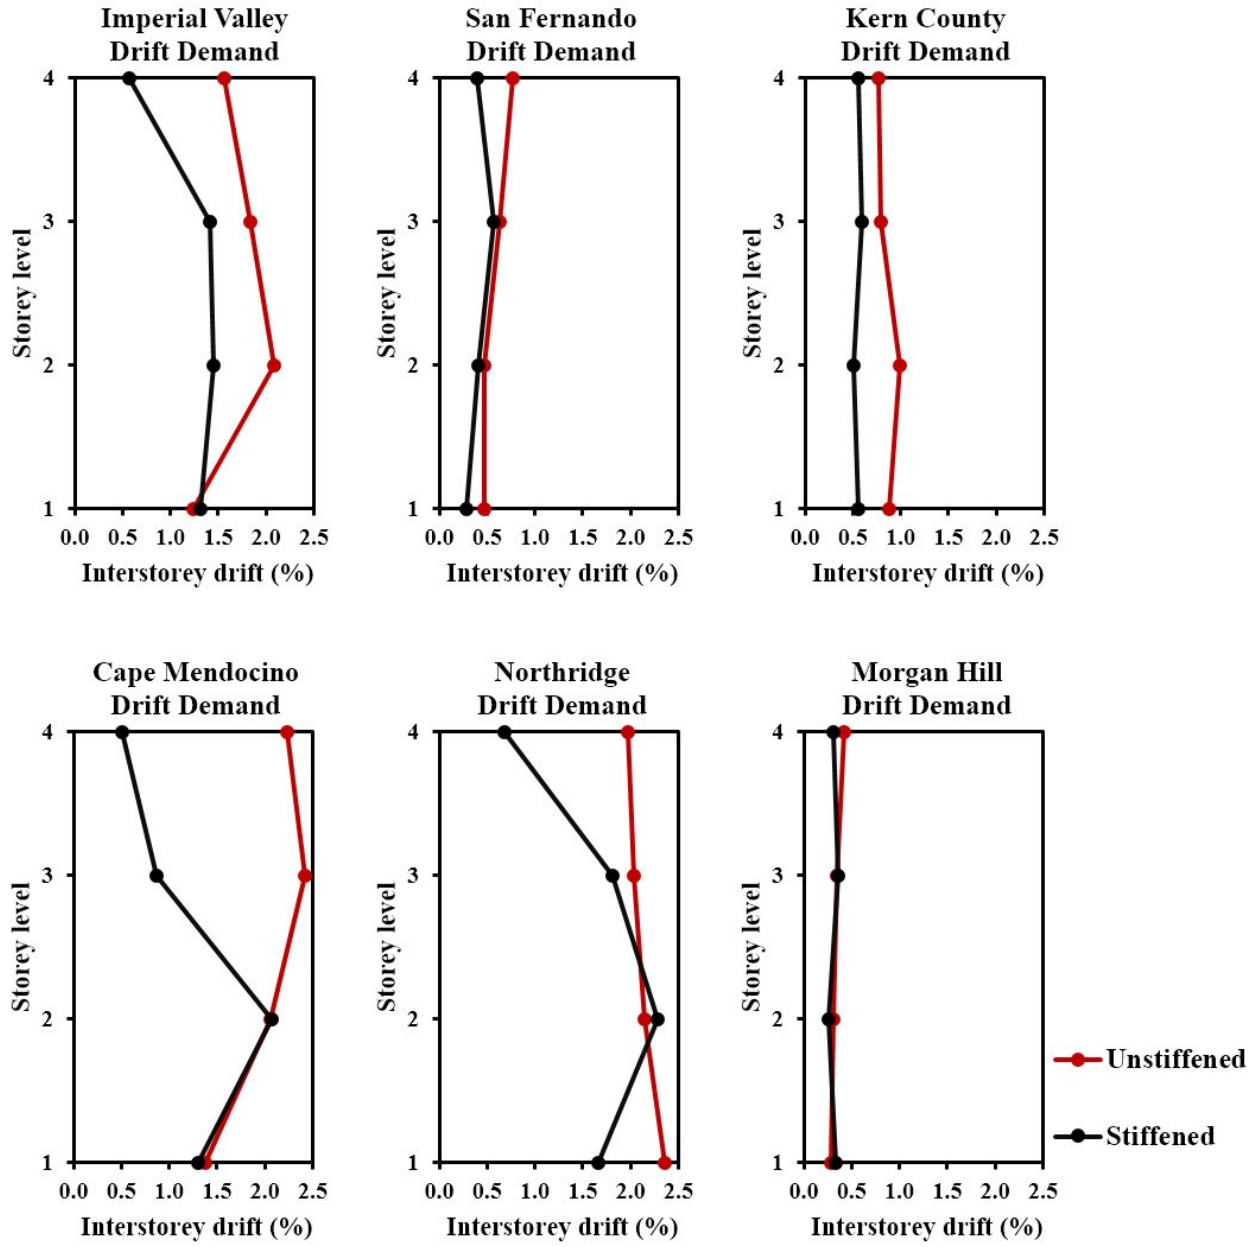 Imperial Valley
Drift Demand
4
3
2
1
Storey level
0.0 0.5 1.0 1.5 2.0 2.5
Interstorey drift (%)
San Fernando
Drift Demand
4
3
2
1
Storey level
0.0 0.5 1.0 1.5 2.0 2.5
Interstorey drift (%)
Kern County
Drift Demand
4
3
2
1
Storey level
0.0 0.5 1.0 1.5 2.0 2.5
Interstorey drift (%)
Cape Mendocino
Drift Demand
4
3
2
1
Storey level
0.0 0.5 1.0 1.5 2.0 2.5
Interstorey drift (%)
Northridge
Drift Demand
4
3
2
1
Storey level
0.0 0.5 1.0 1.5 2.0 2.5
Interstorey drift (%)
Morgan Hill
Drift Demand
4
3
2
1
Storey level
0.0 0.5 1.0 1.5 2.0 2.5
Interstorey drift (%)
Unstiffened
Stiffened